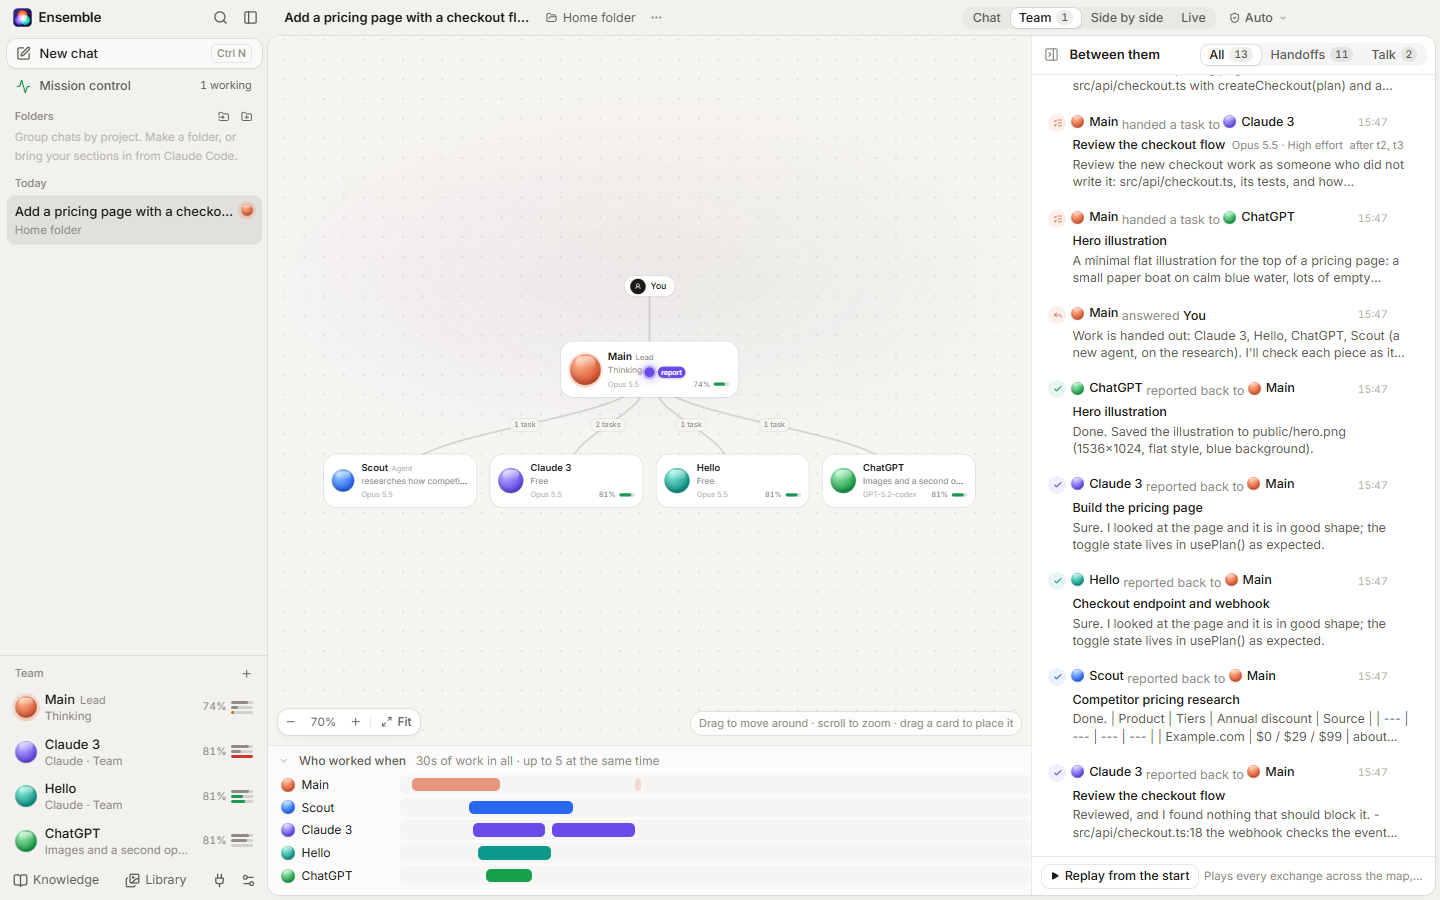 Ensemble
New chat
Ctrl N
Mission control
1 working
Folders
Group chats by project. Make a folder, or
bring your sections in from Claude Code.
Today
Add a pricing page with a checko...
Home folder
Team
Main Lead
Thinking
74%
Claude 3
Claude · Team
81%
Hello
Claude · Team
81%
ChatGPT
Images and a second op...
81%
Knowledge
Library
Add a pricing page with a checkout fl...
Home folder
Chat
Team 1
Side by side
Live
Auto
You
Main Lead
Thinking
report
Opus 5.5
74%
1 task
2 tasks
1 task
1 task
Scout Agent
researches how competi...
Opus 5.5
Claude 3
Free
Opus 5.5
81%
Hello
Free
Opus 5.5
81%
ChatGPT
Images and a second o...
GPT-5.2-codex
81%
70%
Fit
Drag to move around · scroll to zoom · drag a card to place it
Who worked when
30s of work in all · up to 5 at the same time
Main
Scout
Claude 3
Hello
ChatGPT
Between them
All 13
Handoffs 11
Talk 2
src/api/checkout.ts with createCheckout(plan) and a...
Main handed a task to Claude 3 15:47
Review the checkout flow Opus 5.5 · High effort after t2, t3
Review the new checkout work as someone who did not
write it: src/api/checkout.ts, its tests, and how...
Main handed a task to ChatGPT 15:47
Hero illustration
A minimal flat illustration for the top of a pricing page: a
small paper boat on calm blue water, lots of empty...
Main answered You 15:47
Work is handed out: Claude 3, Hello, ChatGPT, Scout (a
new agent, on the research). I'll check each piece as it...
ChatGPT reported back to Main 15:47
Hero illustration
Done. Saved the illustration to public/hero.png
(1536×1024, flat style, blue background).
Claude 3 reported back to Main 15:47
Build the pricing page
Sure. I looked at the page and it is in good shape; the
toggle state lives in usePlan() as expected.
Hello reported back to Main 15:47
Checkout endpoint and webhook
Sure. I looked at the page and it is in good shape; the
toggle state lives in usePlan() as expected.
Scout reported back to Main 15:47
Competitor pricing research
Done. | Product | Tiers | Annual discount | Source | | --- |
--- | --- | --- | | Example.com | $0 / $29 / $99 | about...
Claude 3 reported back to Main 15:47
Review the checkout flow
Reviewed, and I found nothing that should block it. -
src/api/checkout.ts:18 the webhook checks the event...
Replay from the start
Plays every exchange across the map,...